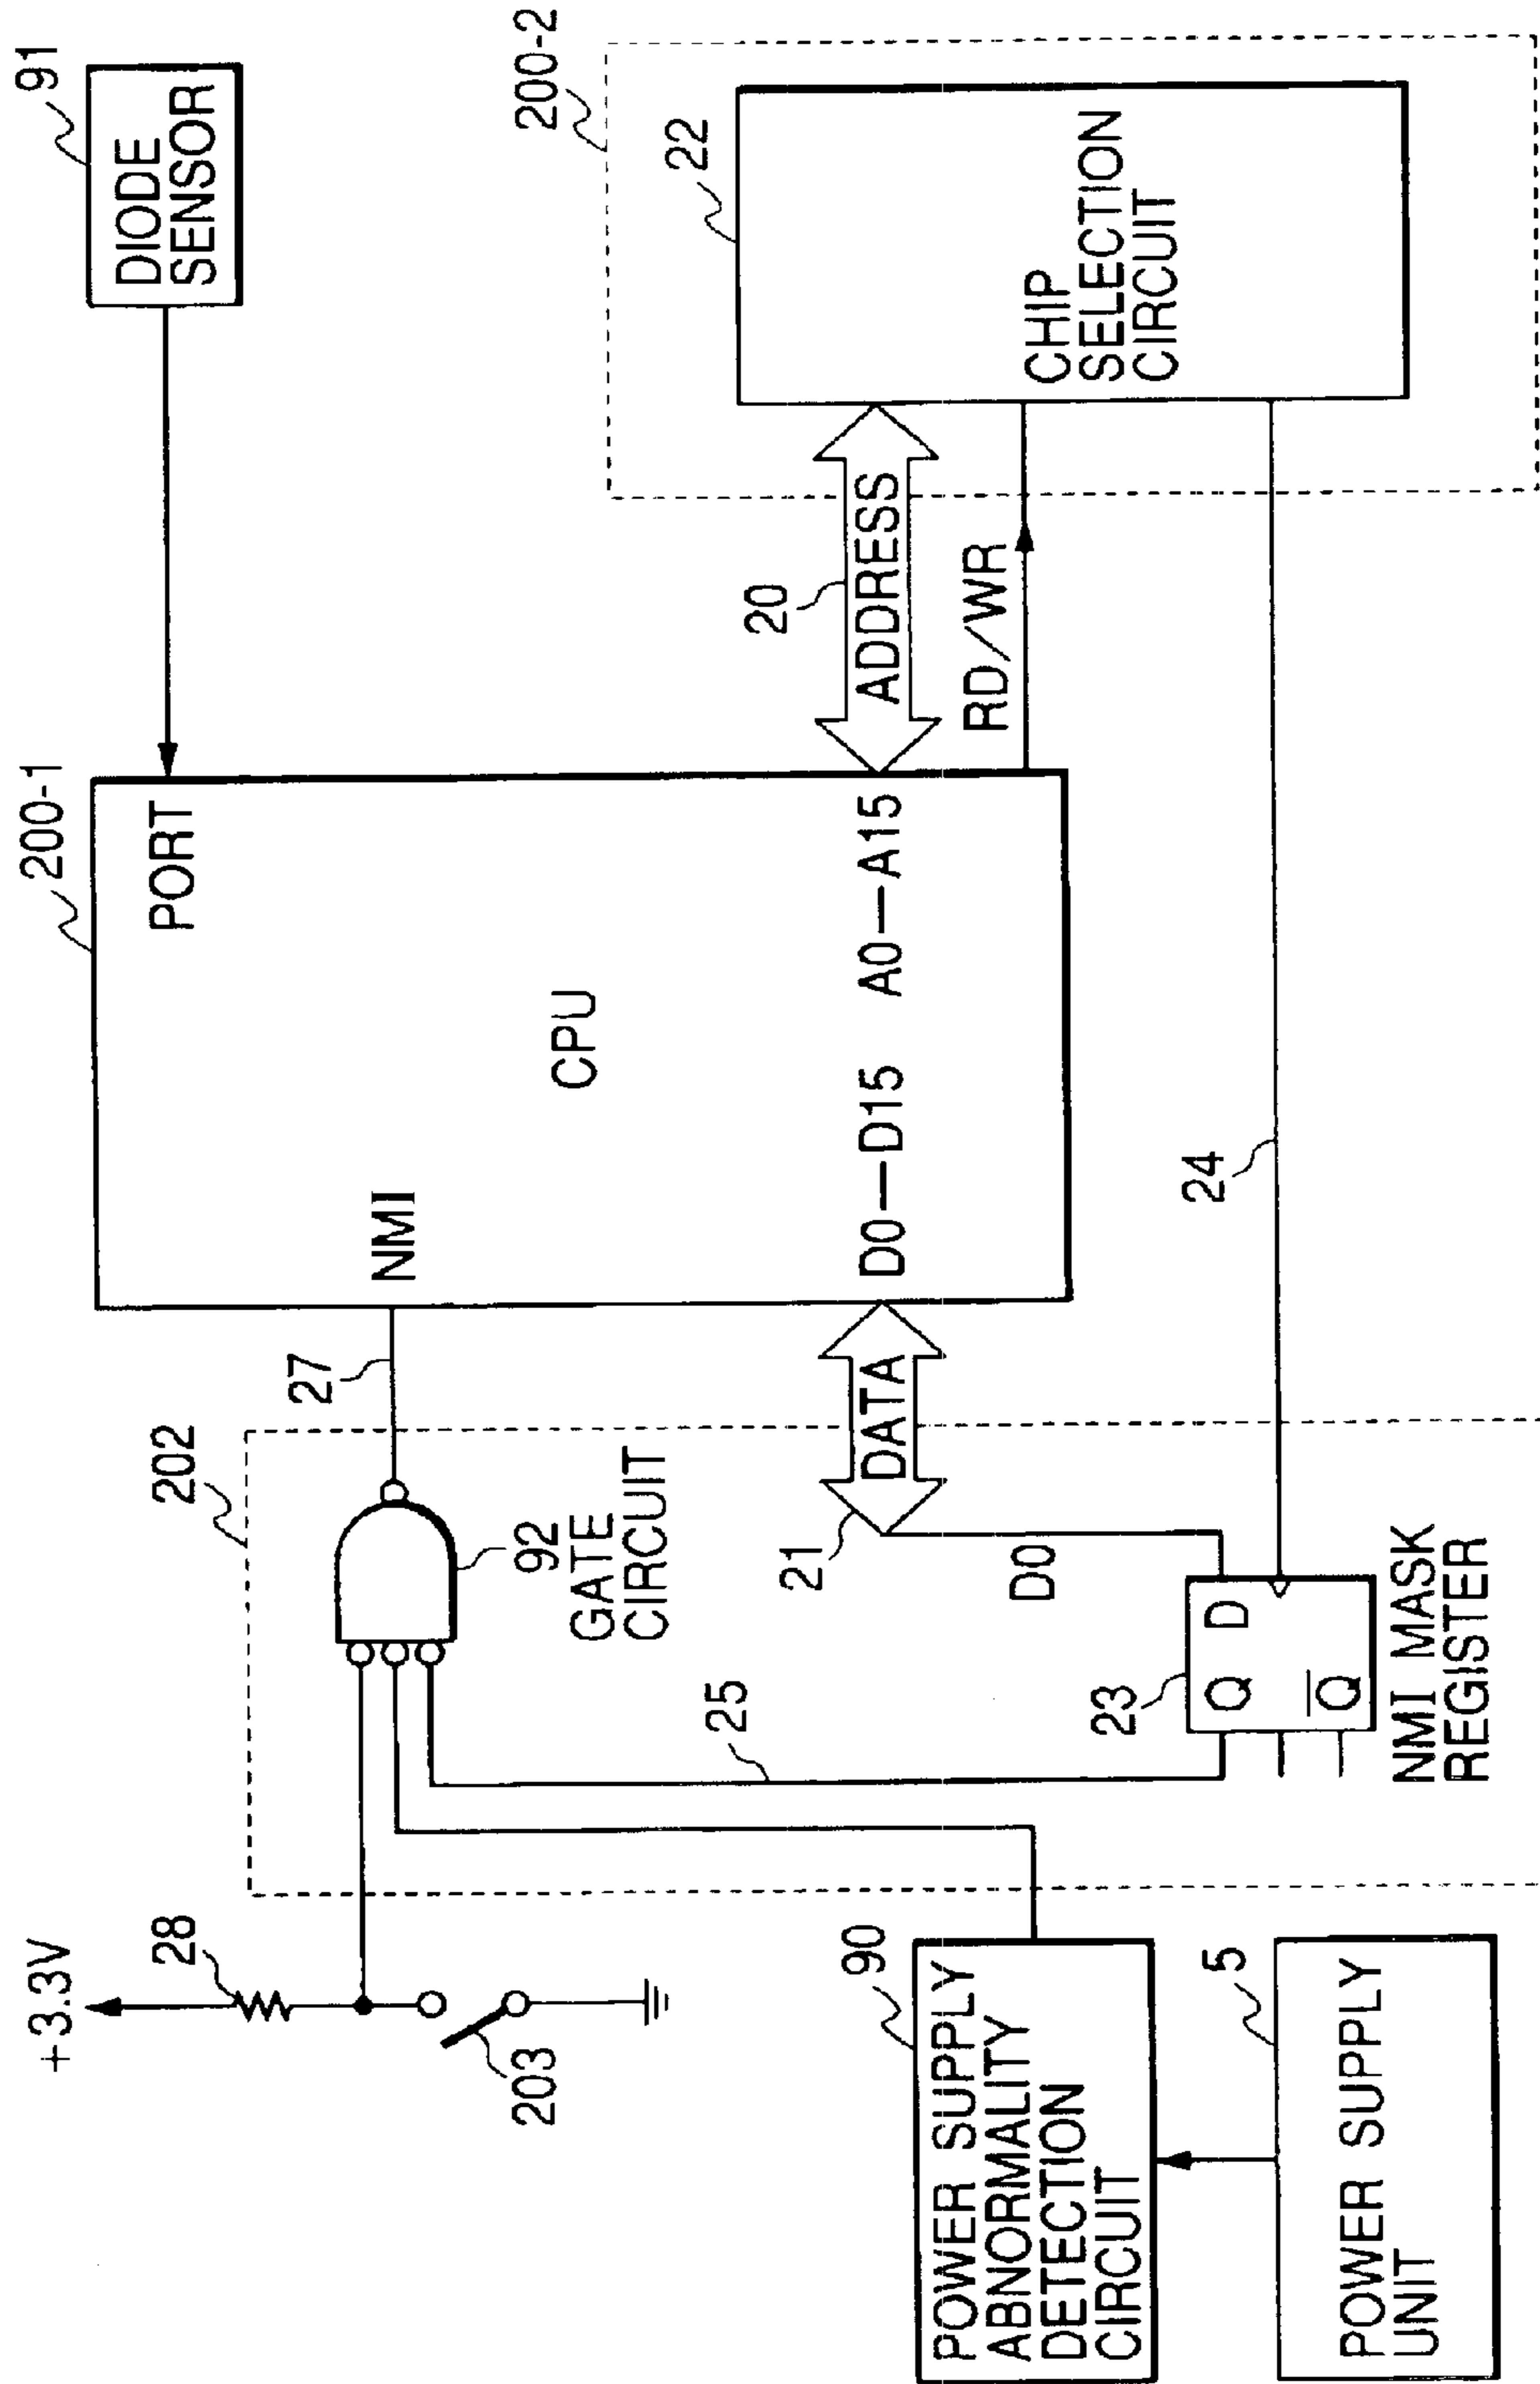 +3.3V
28
203
POWER SUPPLY
ABNORMALITY
DETECTION
CIRCUIT
90
POWER SUPPLY
UNIT
5
202
92
GATE
CIRCUIT
25
27
21
DATA
D0
23
Q D
Q
NMI MASK
REGISTER
24
200-1
NMI
PORT
CPU
D0—D15 A0—A15
20
ADDRESS
RD/WR
91
DIODE
SENSOR
200-2
22
CHIP
SELECTION
CIRCUIT